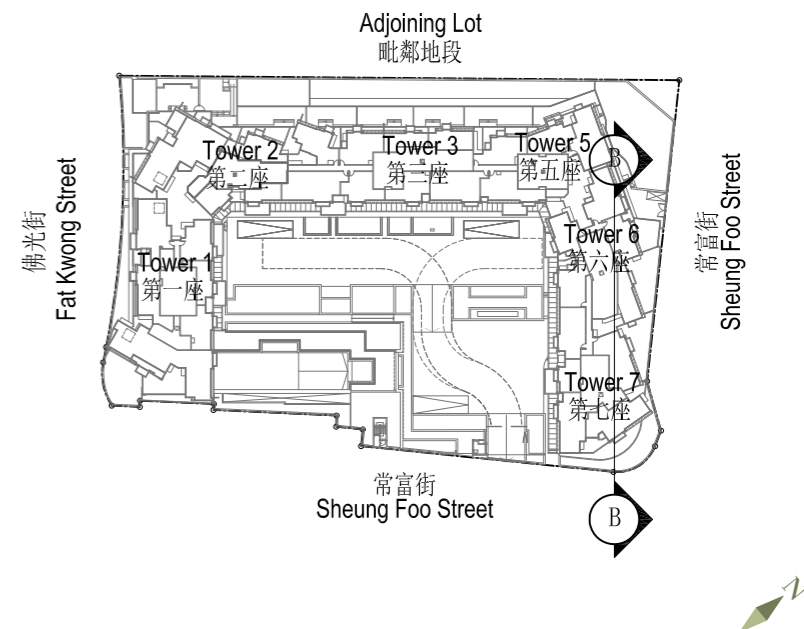 Adjoining Lot
毗鄰地段
Tower 2
第二座
Tower 3
第三座
Tower 5
第五座
B
佛光街
Fat Kwong Street
Tower 1
第一座
Tower 6
第六座
常富街
Sheung Foo Street
Tower 7
第七座
常富街
Sheung Foo Street
B
N